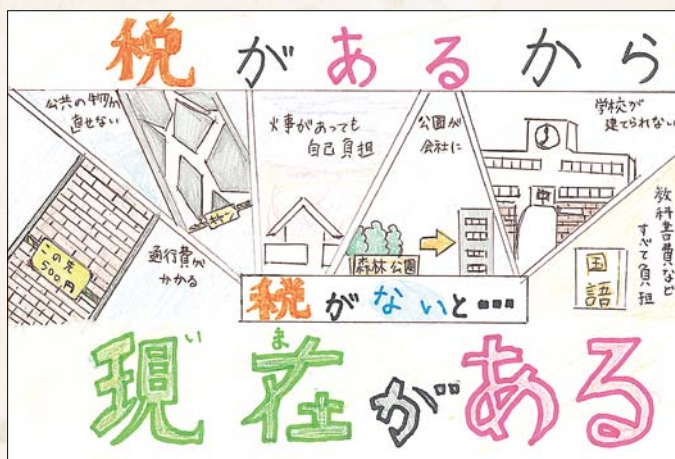 税があるから
公共の物が
直せない
火事があっても
自己負担
公園が
会社に
学校が
建てられない
この先
500円
通行費が
かかる
森林公園
中
国語
教科書費など
すべて負担
税がないと…
現在がある
いま